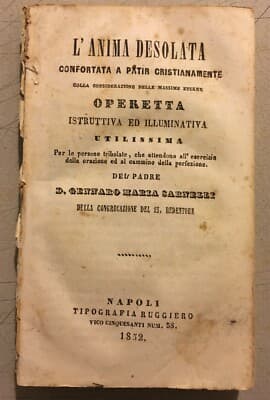 L'ANIMA DESOLATA
CONFORTATA A PATIR CRISTIANAMENTE
COLLA CONSIDERAZIONE DELLE MASSIME ETERNE
OPERETTA
ISTRUTTIVA ED ILLUMINATIVA
UTILISSIMA
Per le persone tribolate, che attendono all' esercizio
della orazione ed al cammino della perfezione.
DEL PADRE
D. GENNARO MARIA SARNELLI
DELLA CONGREGAZIONE DEL SS. REDENTORE
NAPOLI
TIPOGRAFIA RUGGIERO
VICO CINQUESANTI NUM. 38.
1852.